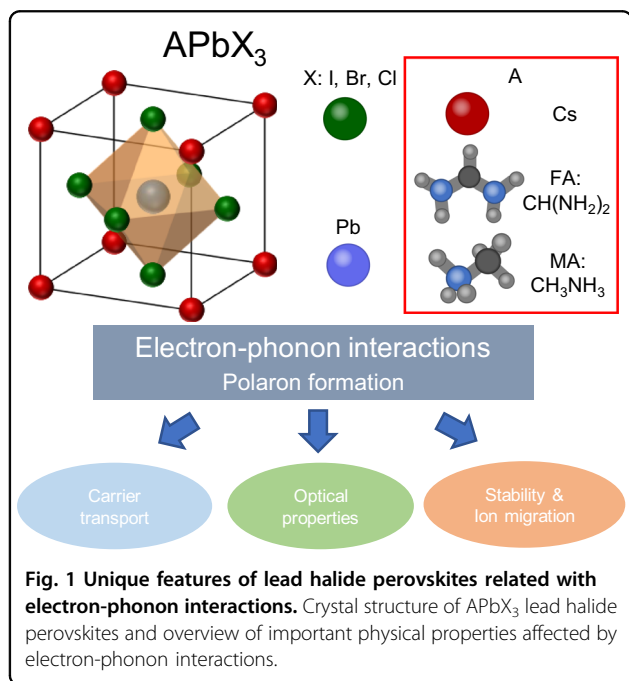 APbX₃
X: I, Br, Cl
A
Cs
FA:
CH(NH₂)₂
Pb
MA:
CH₃NH₃
Electron-phonon interactions
Polaron formation
Carrier
transport
Optical
properties
Stability &
Ion migration
Fig. 1 Unique features of lead halide perovskites related with
electron-phonon interactions. Crystal structure of APbX₃ lead halide
perovskites and overview of important physical properties affected by
electron-phonon interactions.